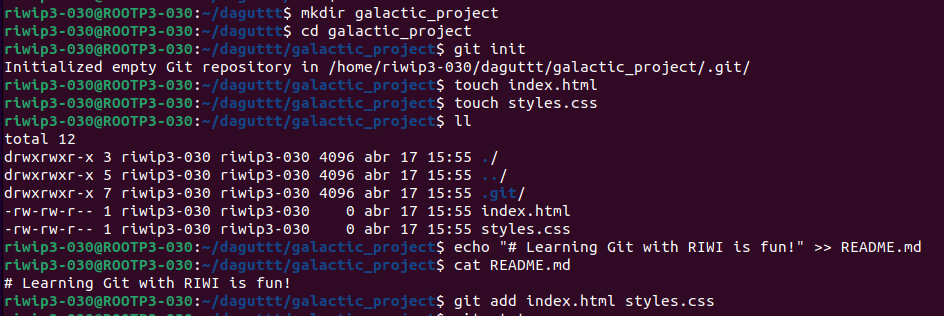 riwip3-030@ROOTP3-030:~/daguttt$ mkdir galactic_project
riwip3-030@ROOTP3-030:~/daguttt$ cd galactic_project
riwip3-030@ROOTP3-030:~/daguttt/galactic_project$ git init
Initialized empty Git repository in /home/riwip3-030/daguttt/galactic_project/.git/
riwip3-030@ROOTP3-030:~/daguttt/galactic_project$ touch index.html
riwip3-030@ROOTP3-030:~/daguttt/galactic_project$ touch styles.css
riwip3-030@ROOTP3-030:~/daguttt/galactic_project$ ll
total 12
drwxrwxr-x 3 riwip3-030 riwip3-030 4096 abr 17 15:55 ./
drwxrwxr-x 5 riwip3-030 riwip3-030 4096 abr 17 15:55 ../
drwxrwxr-x 7 riwip3-030 riwip3-030 4096 abr 17 15:55 .git/
-rw-rw-r-- 1 riwip3-030 riwip3-030    0 abr 17 15:55 index.html
-rw-rw-r-- 1 riwip3-030 riwip3-030    0 abr 17 15:55 styles.css
riwip3-030@ROOTP3-030:~/daguttt/galactic_project$ echo "# Learning Git with RIWI is fun!" >> README.md
riwip3-030@ROOTP3-030:~/daguttt/galactic_project$ cat README.md
# Learning Git with RIWI is fun!
riwip3-030@ROOTP3-030:~/daguttt/galactic_project$ git add index.html styles.css